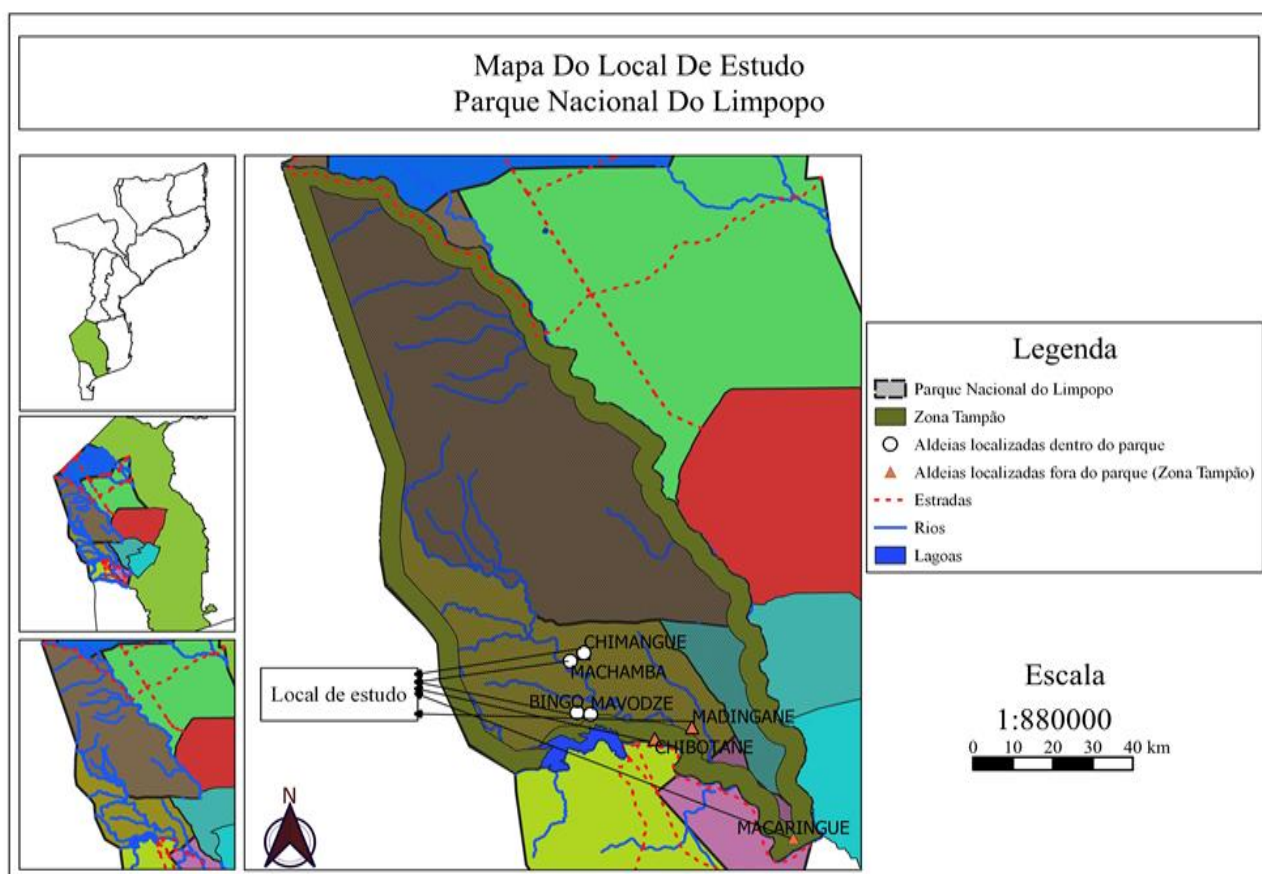 Mapa Do Local De Estudo
Parque Nacional Do Limpopo
Legenda
Parque Nacional do Limpopo
Zona Tampão
Aldeias localizadas dentro do parque
Aldeias localizadas fora do parque (Zona Tampão)
Estradas
Rios
Lagoas
CHIMANGUE
MACHAMBA
Local de estudo
BINGO
MAVODZE
MADINGANE
CHIBOTANE
MACARINGUE
N
Escala
1:880000
0 10 20 30 40 km